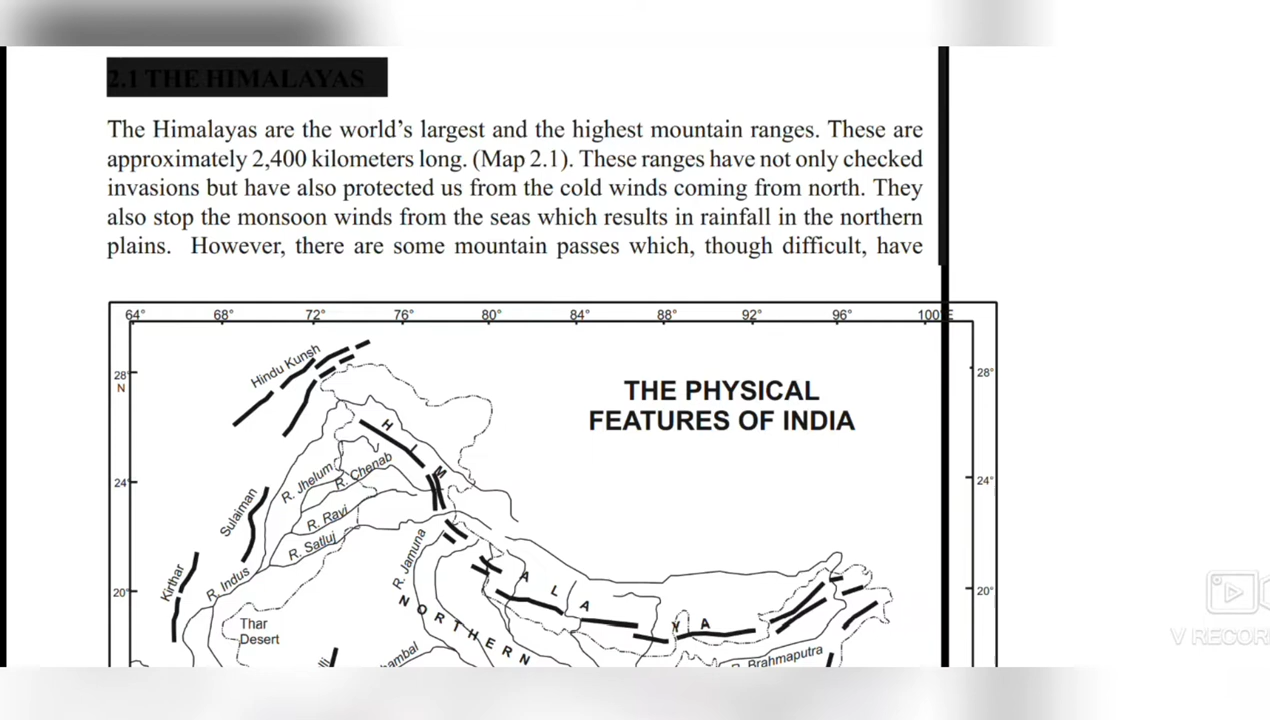 2.1 THE HIMALAYAS
The Himalayas are the world's largest and the highest mountain ranges. These are
approximately 2,400 kilometers long. (Map 2.1). These ranges have not only checked
invasions but have also protected us from the cold winds coming from north. They
also stop the monsoon winds from the seas which results in rainfall in the northern
plains. However, there are some mountain passes which, though difficult, have
64° 68° 72° 76° 80° 84° 88° 92° 96° 100°E
Hindu Kunsh
28°
N
28°
THE PHYSICAL
FEATURES OF INDIA
H I M A L A Y A
R. Jhelum
R. Chenab
24°
24°
Sulaiman
R. Ravi
R. Satluj
R. Jamuna
Kirthar
R. Indus
20°
20°
Thar
Desert
NORTHERN
R. Brahmaputra
V RECOR